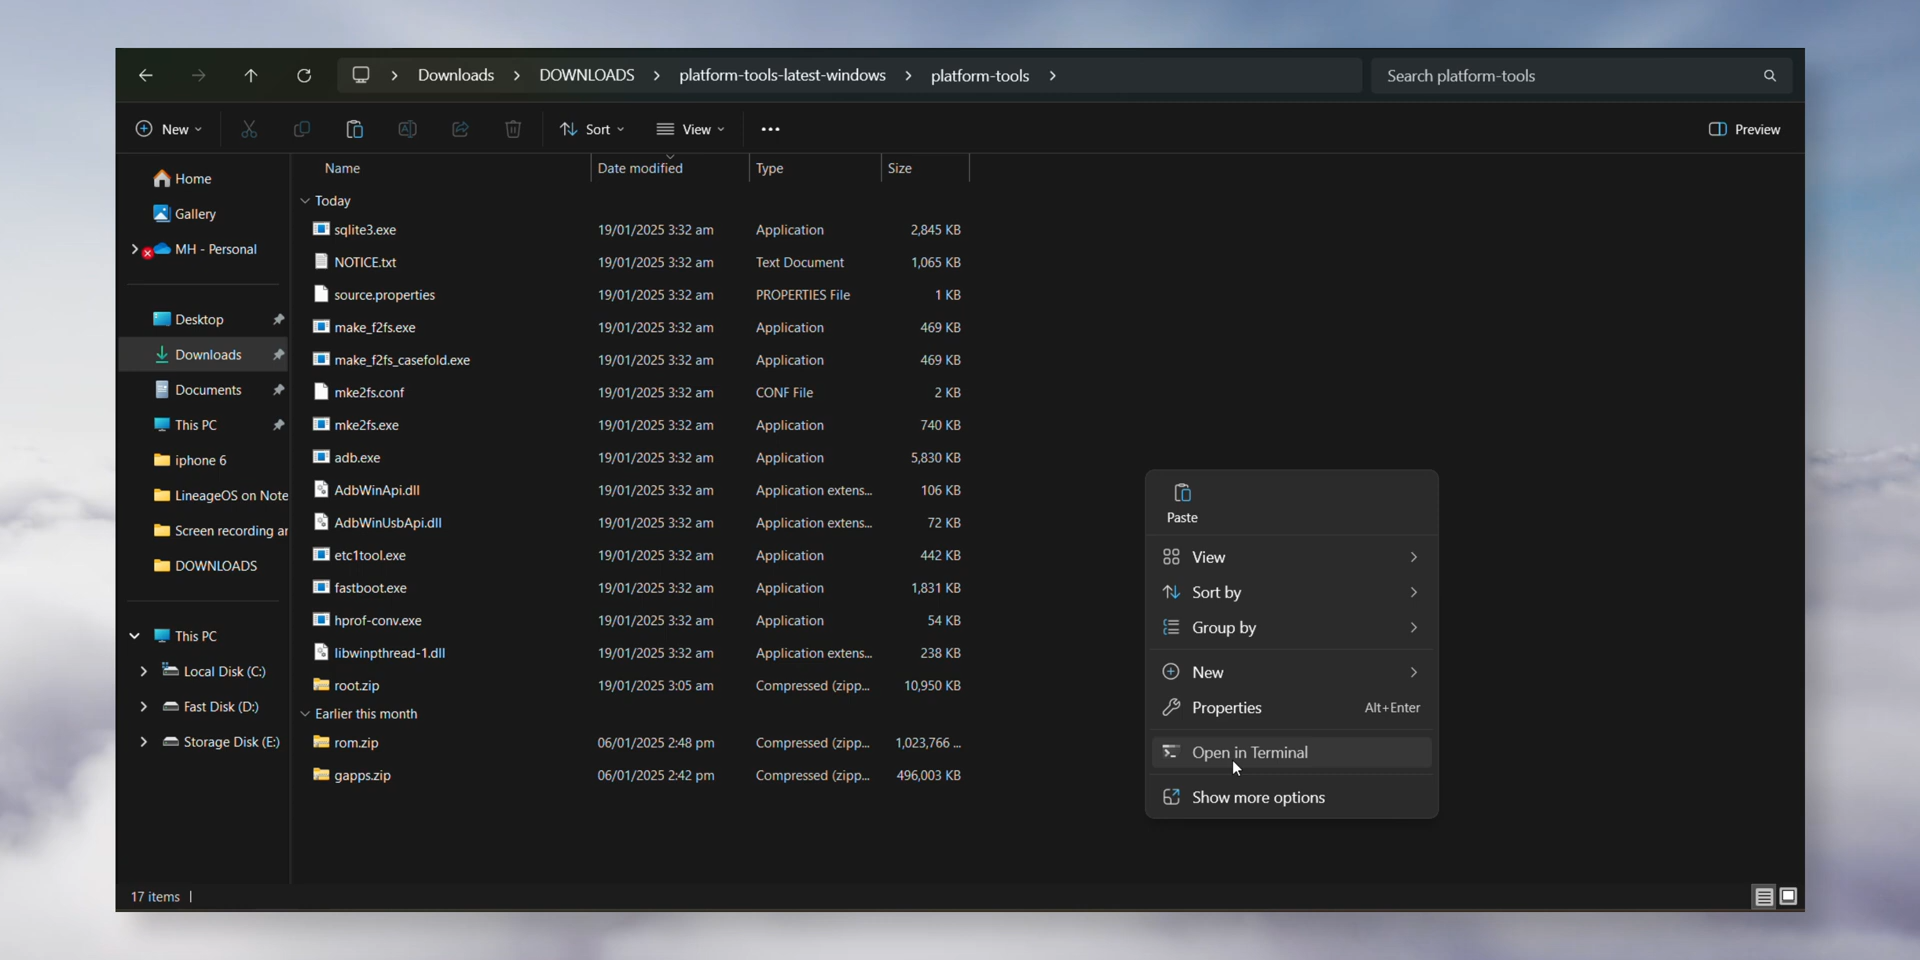 Downloads > DOWNLOADS > platform-tools-latest-windows > platform-tools >
Search platform-tools
New
Sort
View
Preview
Home
Gallery
MH - Personal
Desktop
Downloads
Documents
This PC
iphone 6
LineageOS on Note
Screen recording ar
DOWNLOADS
This PC
Local Disk (C:)
Fast Disk (D:)
Storage Disk (E:)
Name Date modified Type Size
Today
sqlite3.exe 19/01/2025 3:32 am Application 2,845 KB
NOTICE.txt 19/01/2025 3:32 am Text Document 1,065 KB
source.properties 19/01/2025 3:32 am PROPERTIES File 1 KB
make_f2fs.exe 19/01/2025 3:32 am Application 469 KB
make_f2fs_casefold.exe 19/01/2025 3:32 am Application 469 KB
mke2fs.conf 19/01/2025 3:32 am CONF File 2 KB
mke2fs.exe 19/01/2025 3:32 am Application 740 KB
adb.exe 19/01/2025 3:32 am Application 5,830 KB
AdbWinApi.dll 19/01/2025 3:32 am Application extens... 106 KB
AdbWinUsbApi.dll 19/01/2025 3:32 am Application extens... 72 KB
etc1tool.exe 19/01/2025 3:32 am Application 442 KB
fastboot.exe 19/01/2025 3:32 am Application 1,831 KB
hprof-conv.exe 19/01/2025 3:32 am Application 54 KB
libwinpthread-1.dll 19/01/2025 3:32 am Application extens... 238 KB
root.zip 19/01/2025 3:05 am Compressed (zipp... 10,950 KB
Earlier this month
rom.zip 06/01/2025 2:48 pm Compressed (zipp... 1,023,766 ...
gapps.zip 06/01/2025 2:42 pm Compressed (zipp... 496,003 KB
Paste
View
Sort by
Group by
New
Properties Alt+Enter
Open in Terminal
Show more options
17 items